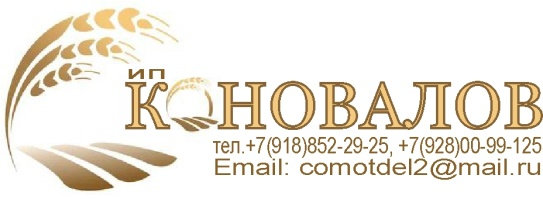 ИП
КОНОВАЛОВ
тел.+7(918)852-29-25, +7(928)00-99-125
Email: comotdel2@mail.ru